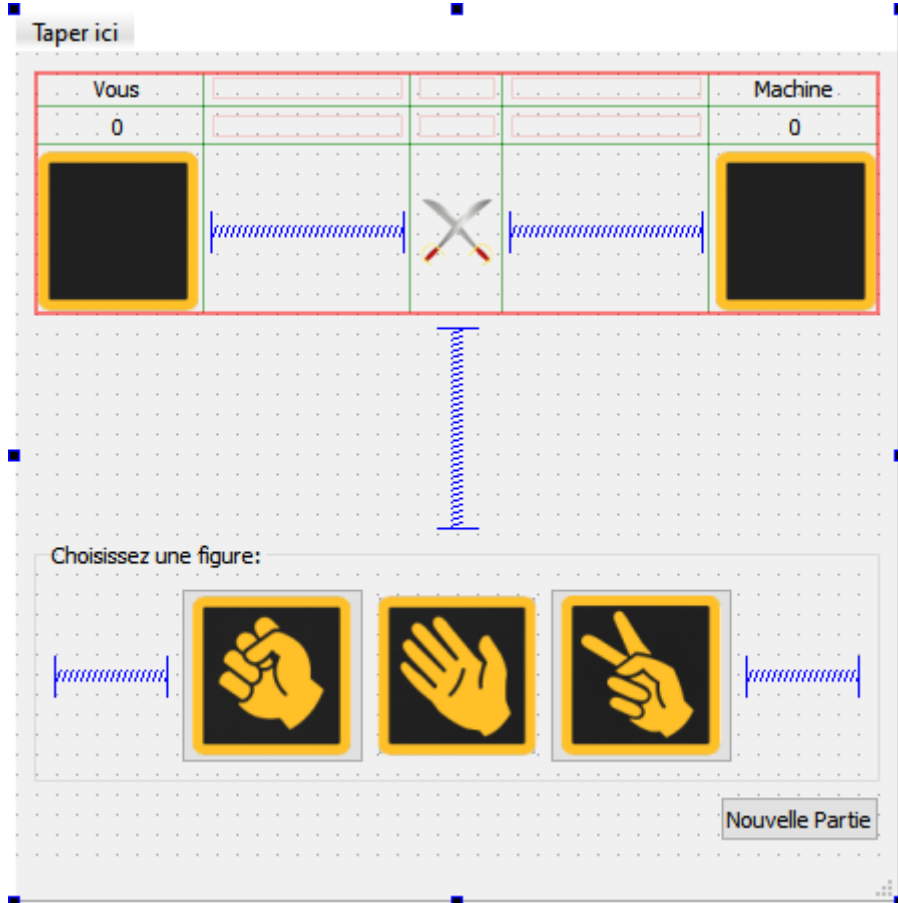 Taper ici
Vous
Machine
0
0
Choisissez une figure:
Nouvelle Partie